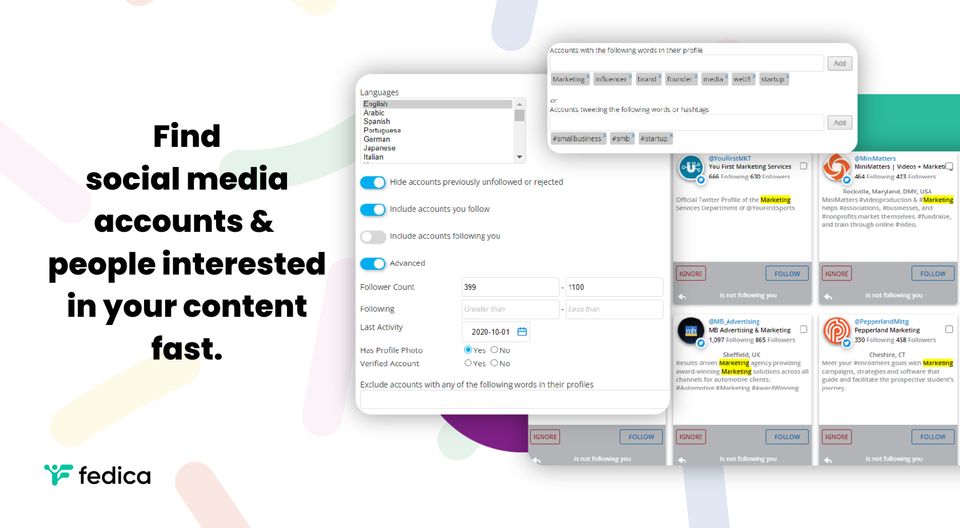 Find
social media
accounts &
people interested
in your content
fast.
fedica
Accounts with the following words in their profile
Add
Marketing x influencer x brand x founder x media x web3 x startup x
or
Accounts tweeting the following words or hashtags
Add
#smallbusiness x #smb x #startup x
Languages
English
Arabic
Spanish
Portuguese
German
Japanese
Italian
Hide accounts previously unfollowed or rejected
Include accounts you follow
Include accounts following you
Advanced
Follower Count 399 - 1100
Following Greater than - Less than
Last Activity 2020-10-01
Has Profile Photo Yes No
Verified Account Yes No
Exclude accounts with any of the following words in their profiles
@YouFirstMKT
You First Marketing Services
666 Following 630 Followers
Official Twitter Profile of the Marketing
Services Department of @YouFirstSports
IGNORE FOLLOW
is not following you
@MiniMatters
MiniMatters | Videos + Market
464 Following 423 Followers
Rockville, Maryland, DMV, USA
MiniMatters #videoproduction & #Marketing
helps #associations, #businesses, and
#nonprofits market themselves, #fundraise,
and train through online #video.
IGNORE FOLLOW
is not following you
@MB_Advertising
MB Advertising & Marketing
1,097 Following 865 Followers
Sheffield, UK
Results driven Marketing agency providing
award-winning Marketing solutions across all
channels for automotive clients.
#Automotive #Marketing #AwardWinning
IGNORE FOLLOW
is not following you
@PepperlandMktg
Pepperland Marketing
330 Following 458 Followers
Cheshire, CT
Meet your #enrollment goals with Marketing
campaigns, strategies and software that
guide and facilitate the prospective student's
journey.
IGNORE FOLLOW
is not following you
IGNORE FOLLOW
is not following you